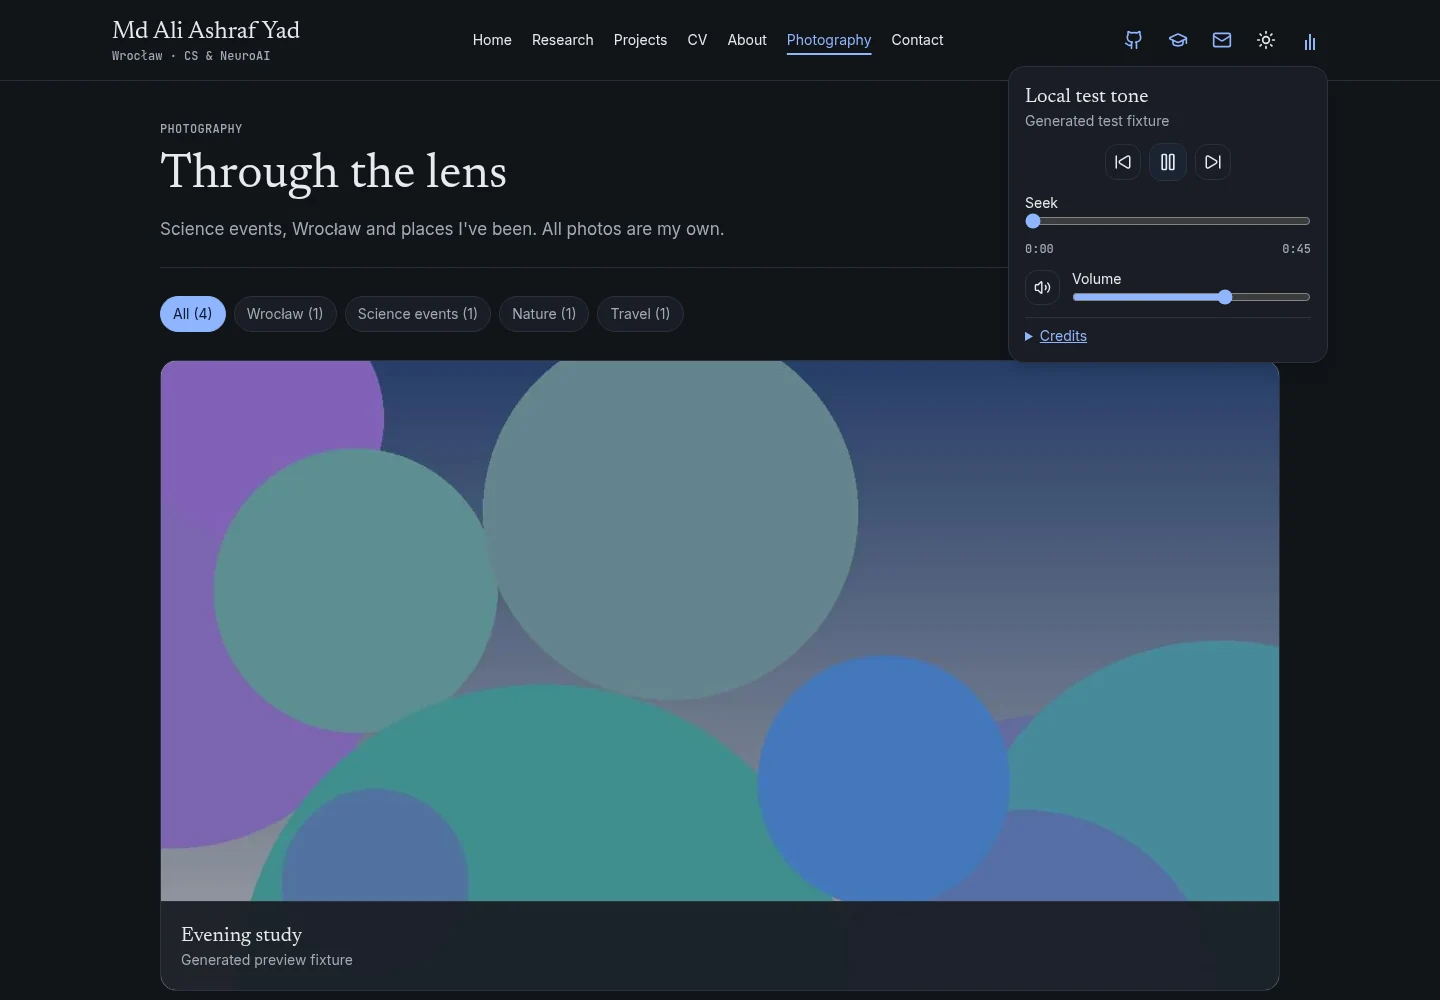 Md Ali Ashraf Yad
Wrocław · CS & NeuroAI
Home Research Projects CV About Photography Contact
Local test tone
Generated test fixture
Seek
0:00 0:45
Volume
Credits
PHOTOGRAPHY
Through the lens
Science events, Wrocław and places I've been. All photos are my own.
All (4) Wrocław (1) Science events (1) Nature (1) Travel (1)
Evening study
Generated preview fixture